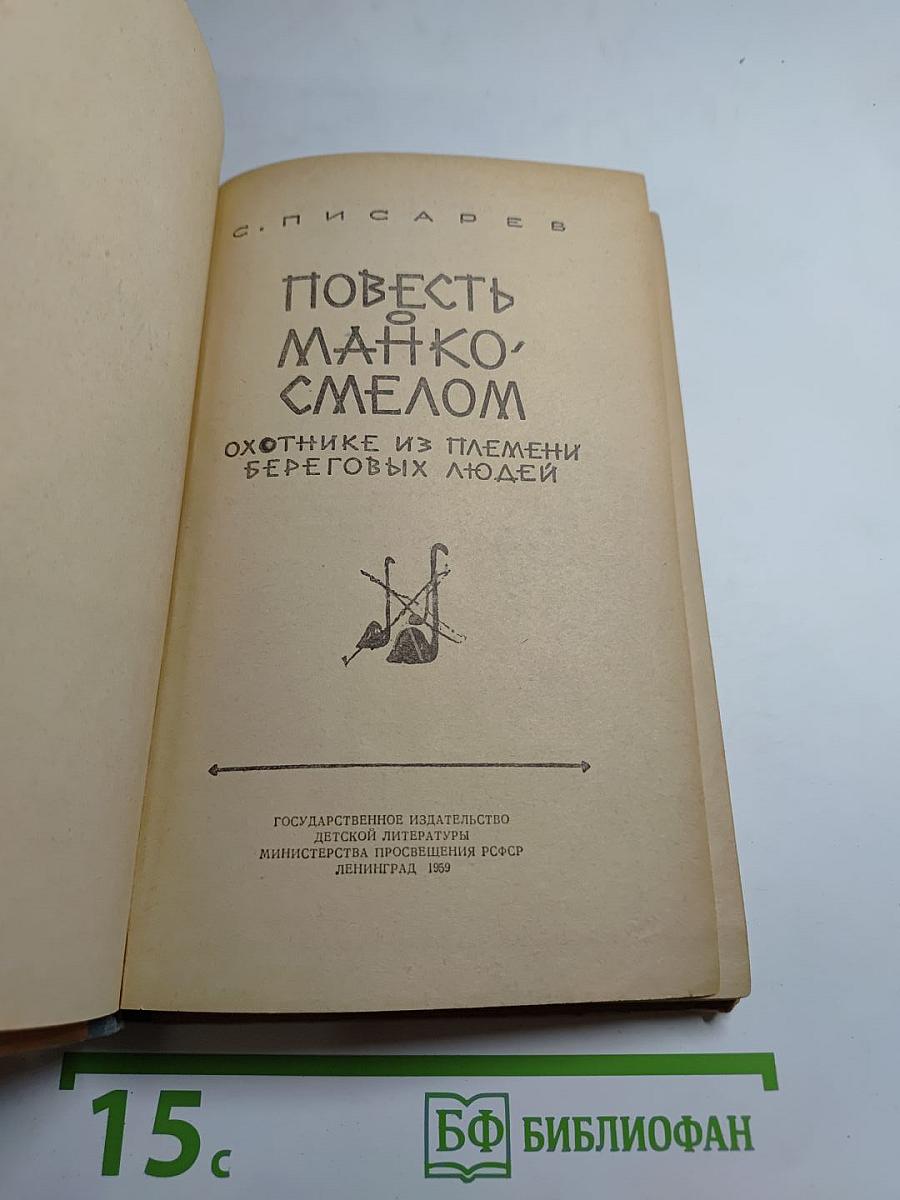 С. ПИСАРЕВ
ПОВЕСТЬ
О
МАНКО-
СМЕЛОМ
ОХОТНИКЕ ИЗ ПЛЕМЕНИ
БЕРЕГОВЫХ ЛЮДЕЙ
ГОСУДАРСТВЕННОЕ ИЗДАТЕЛЬСТВО
ДЕТСКОЙ ЛИТЕРАТУРЫ
МИНИСТЕРСТВА ПРОСВЕЩЕНИЯ РСФСР
ЛЕНИНГРАД 1959
15 с
БФ БИБЛИОФАН